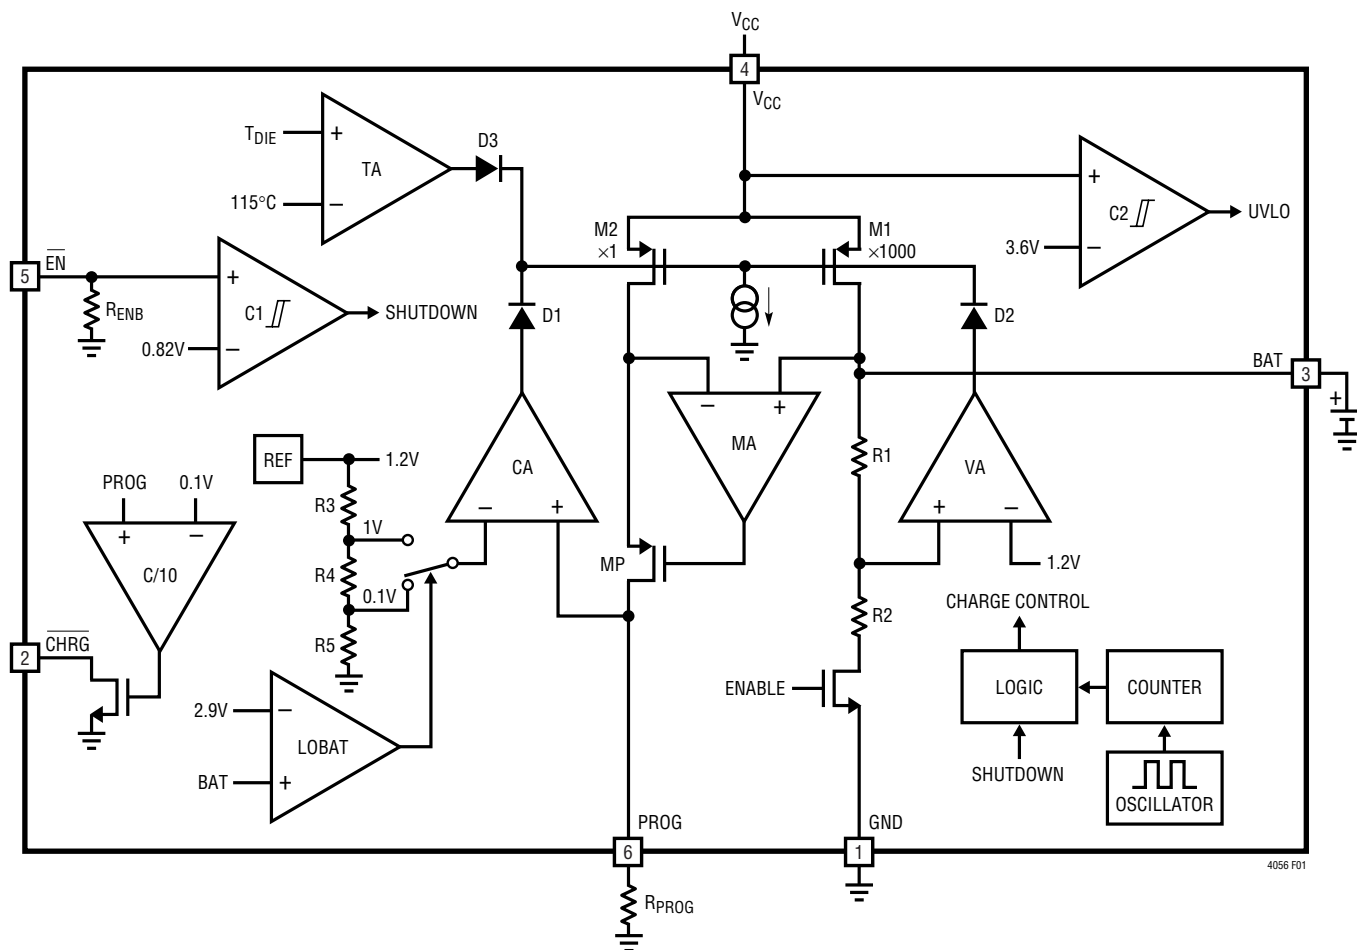 VCC
4
VCC
TDIE
+
TA
D3
115°C
−
M2
×1
M1
×1000
+
C2
UVLO
3.6V
−
EN
5
+
RENB
C1
SHUTDOWN
0.82V
−
D1
D2
BAT
3
+
−
+
MA
REF
1.2V
CA
R1
VA
PROG
0.1V
R3
−
+
+
−
+
−
1V
C/10
R4
MP
1.2V
0.1V
CHARGE CONTROL
R2
CHRG
2
R5
ENABLE
LOGIC
COUNTER
2.9V
−
LOBAT
SHUTDOWN
BAT
+
OSCILLATOR
PROG
GND
6
1
4056 F01
RPROG